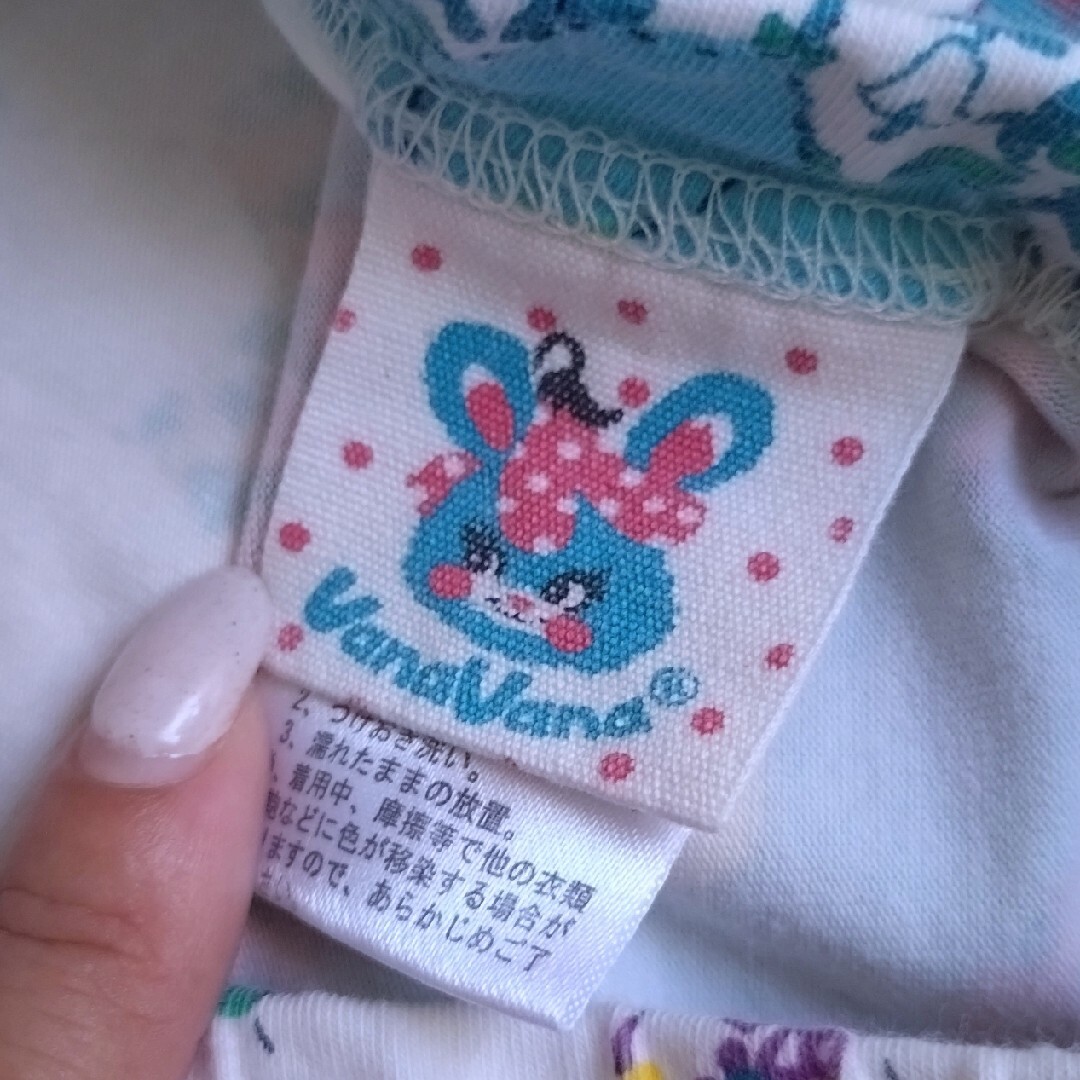 VanaVana®
2、つけおき洗い。
3、濡れたままの放置。
、着用中、摩擦等で他の衣類
などに色が移染する場合が
りますので、あらかじめご了